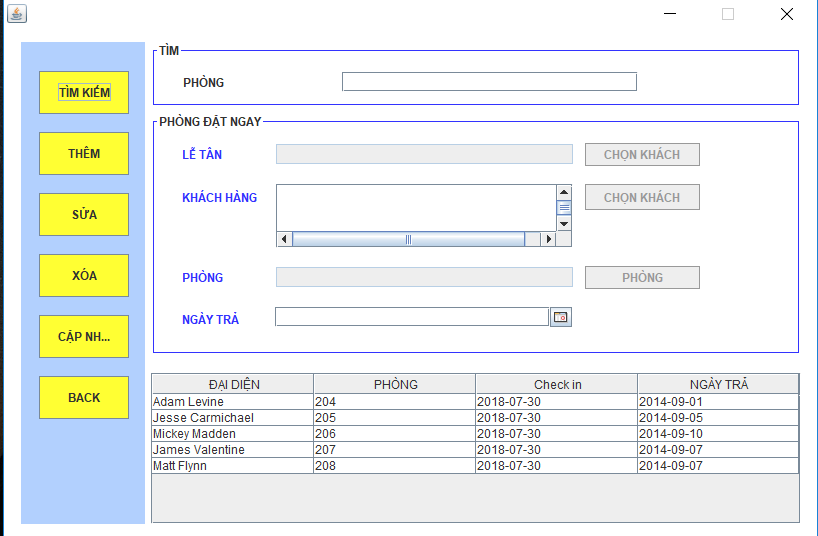 TÌM KIẾM
THÊM
SỬA
XÓA
CẬP NH...
BACK
TÌM
PHÒNG
PHÒNG ĐẶT NGAY
LỄ TÂN
CHỌN KHÁCH
KHÁCH HÀNG
CHỌN KHÁCH
PHÒNG
PHÒNG
NGÀY TRẢ
ĐẠI DIỆN PHÒNG Check in NGÀY TRẢ
Adam Levine 204 2018-07-30 2014-09-01
Jesse Carmichael 205 2018-07-30 2014-09-05
Mickey Madden 206 2018-07-30 2014-09-10
James Valentine 207 2018-07-30 2014-09-07
Matt Flynn 208 2018-07-30 2014-09-07